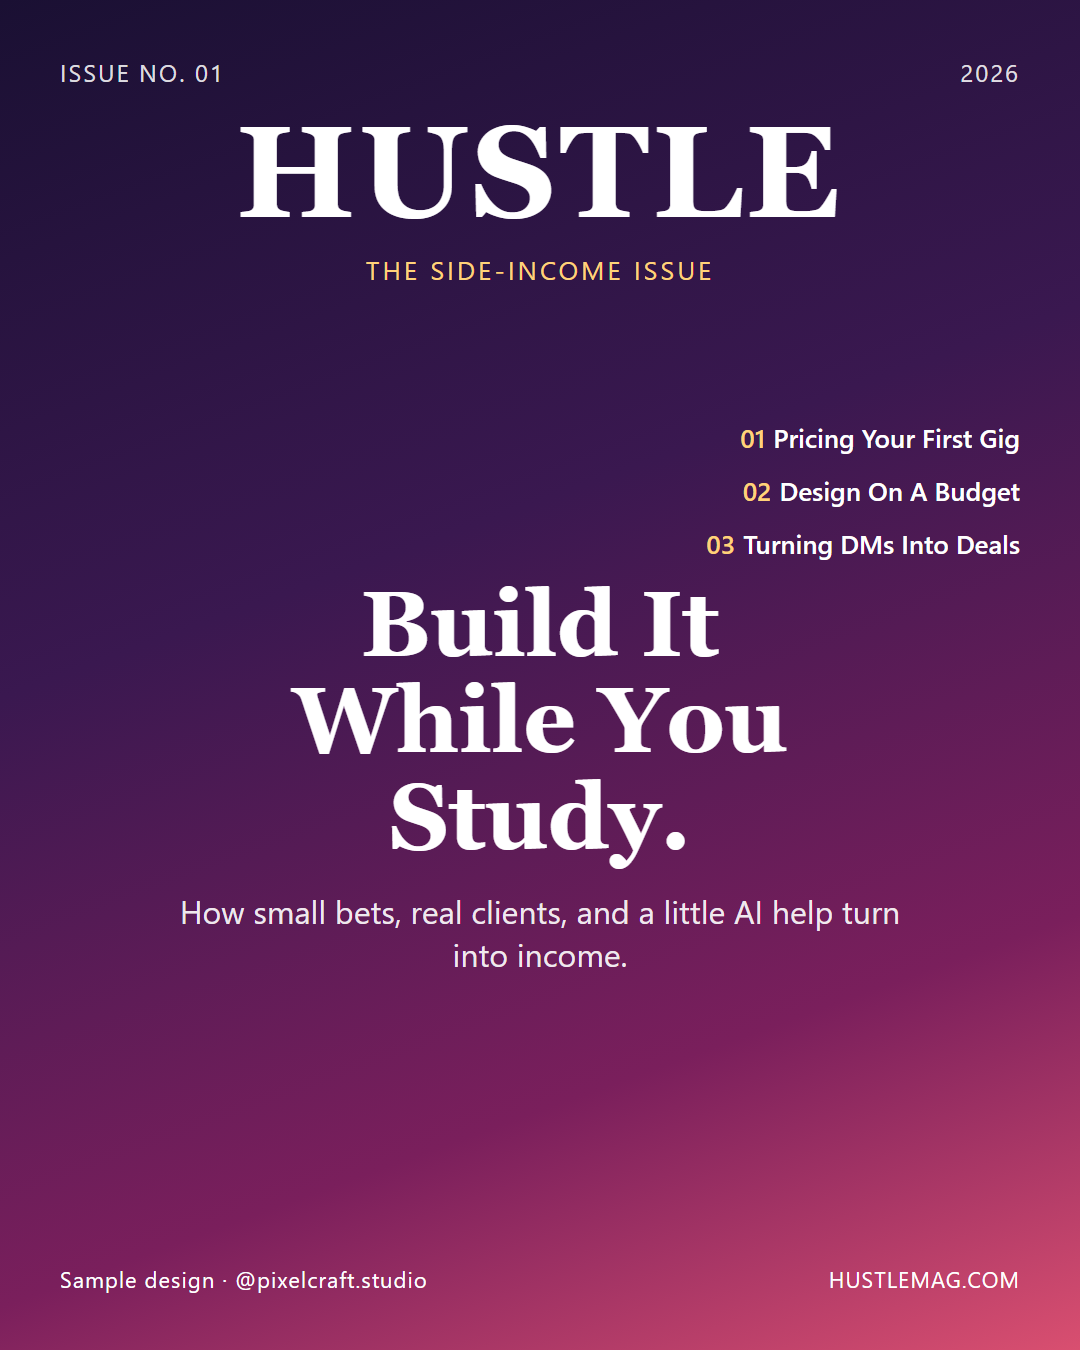 ISSUE NO. 01
2026
HUSTLE
THE SIDE-INCOME ISSUE
01 Pricing Your First Gig
02 Design On A Budget
03 Turning DMs Into Deals
Build It
While You
Study.
How small bets, real clients, and a little AI help turn
into income.
Sample design · @pixelcraft.studio
HUSTLEMAG.COM